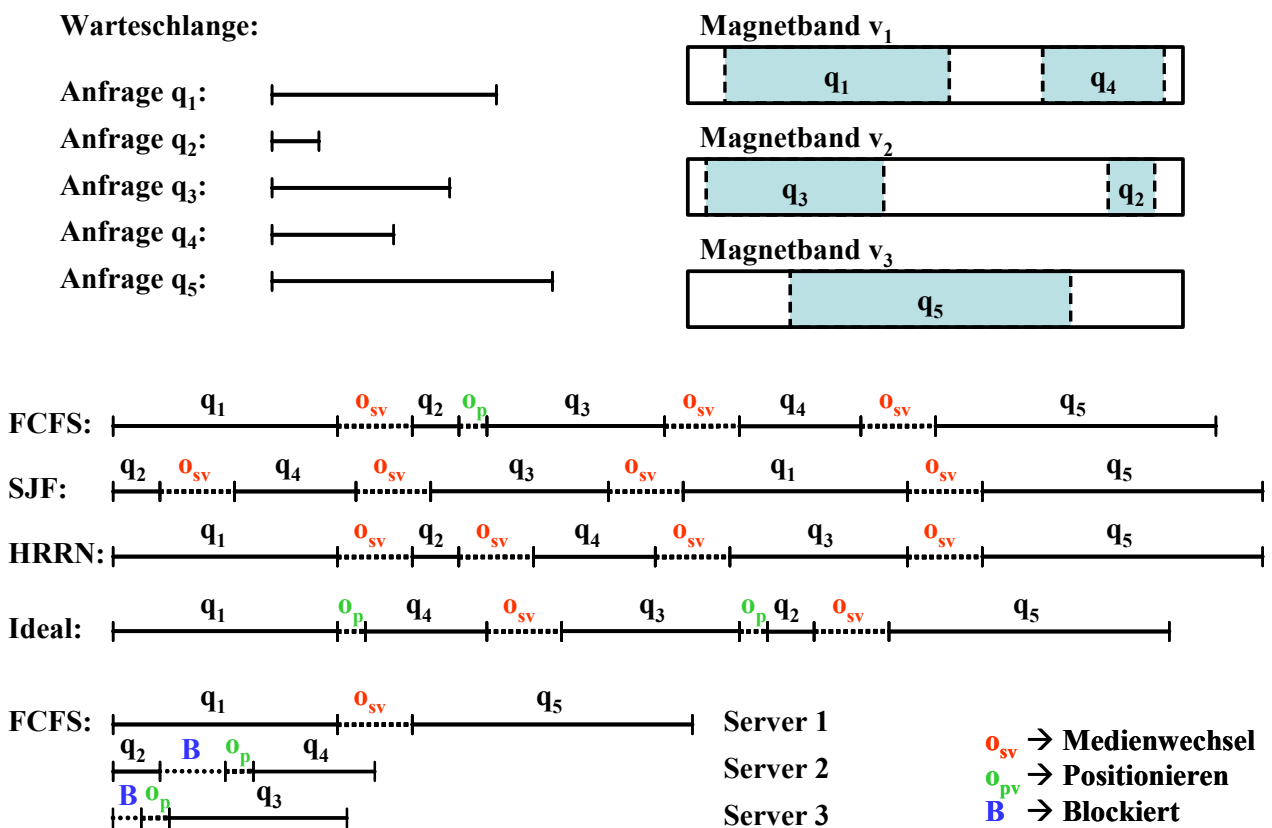 Warteschlange:
Anfrage q1:
Anfrage q2:
Anfrage q3:
Anfrage q4:
Anfrage q5:
Magnetband v1
q1 q4
Magnetband v2
q3 q2
Magnetband v3
q5
FCFS: q1 osv q2 op q3 osv q4 osv q5
SJF: q2 osv q4 osv q3 osv q1 osv q5
HRRN: q1 osv q2 osv q4 osv q3 osv q5
Ideal: q1 op q4 osv q3 op q2 osv q5
FCFS: q1 osv q5 Server 1
q2 B op q4 Server 2
B op q3 Server 3
osv → Medienwechsel
opv → Positionieren
B → Blockiert